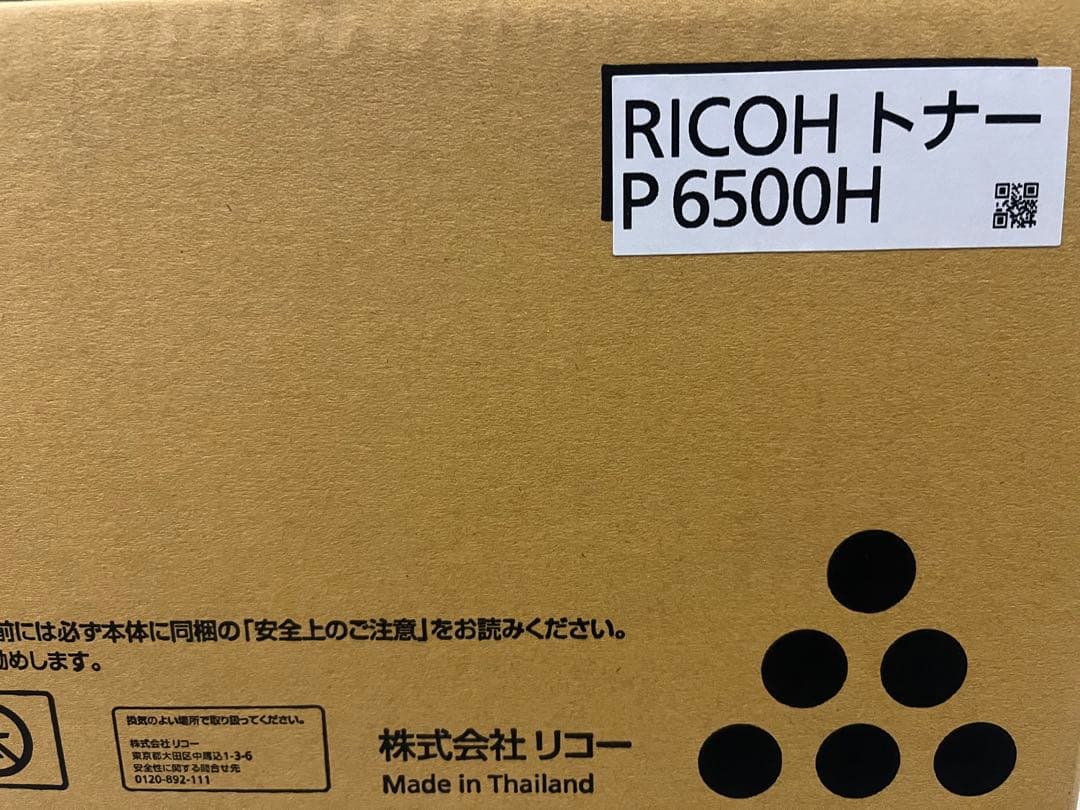 RICOH トナー
P 6500H
前には必ず本体に同梱の「安全上のご注意」をお読みください。
勧めします。
換気のよい場所で取り扱ってください。
株式会社 リコー
東京都大田区中馬込1-3-6
安全性に関する問合せ先
0120-892-111
株式会社 リコー
Made in Thailand